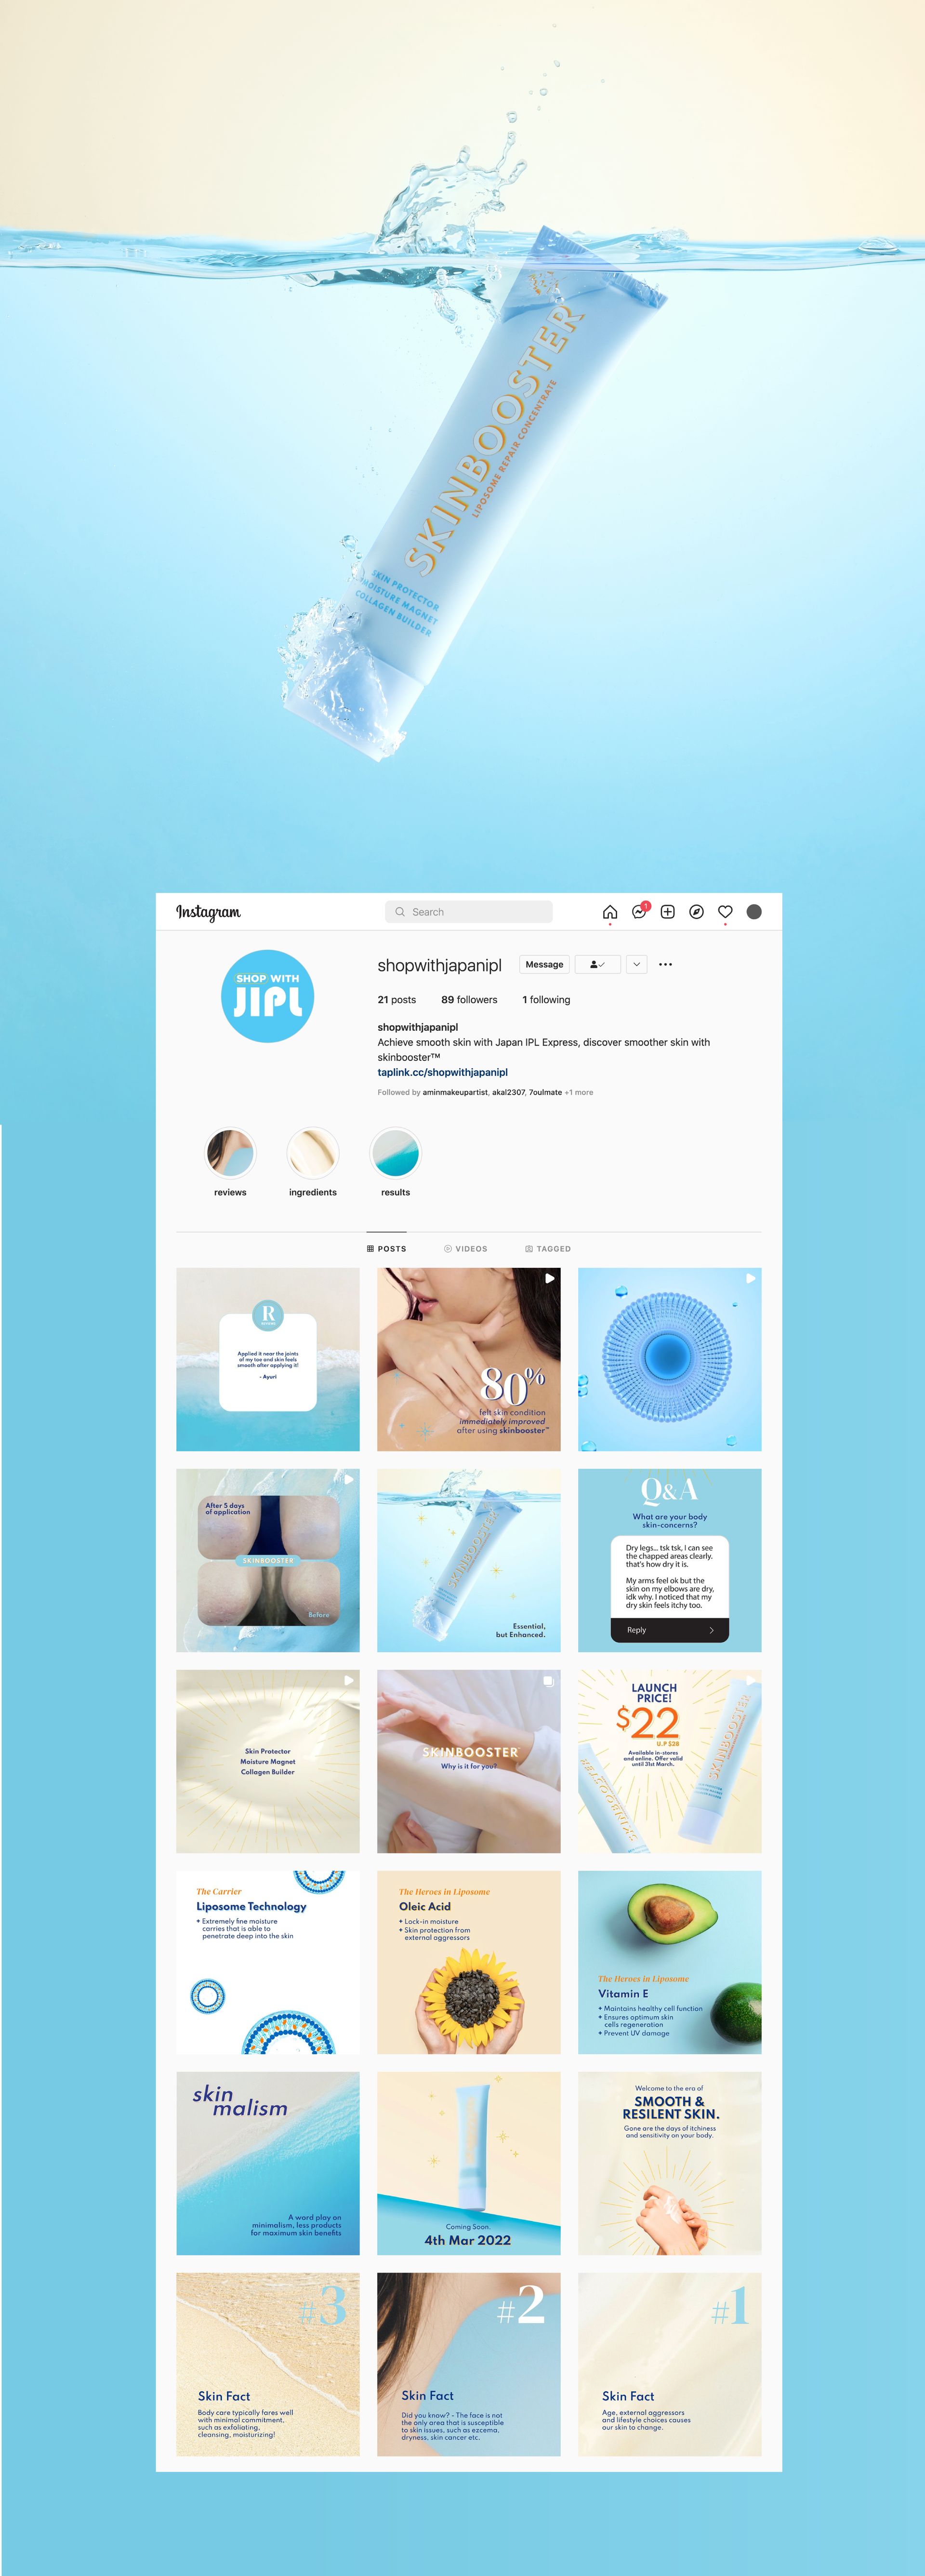 SKINBOOSTER
LIPOSOME REPAIR CONCENTRATE
SKIN PROTECTOR
MOISTURE MAGNET
COLLAGEN BUILDER
Instagram
Search
1
SHOP WITH
JIPL
shopwithjapanipl
Message
21 posts 89 followers 1 following
shopwithjapanipl
Achieve smooth skin with Japan IPL Express, discover smoother skin with
skinbooster™
taplink.cc/shopwithjapanipl
Followed by aminmakeupartist, akal2307, 7oulmate +1 more
reviews ingredients results
POSTS VIDEOS TAGGED
R
Applied it near the joints
of my toe and skin feels
smooth after applying it!
- Ayuri
80%
felt skin condition
immediately improved
after using skinbooster™
After 5 days
of application
SKINBOOSTER
Before
SKINBOOSTER
Essential,
but Enhanced.
Q&A
What are your body
skin-concerns?
Dry legs... tsk tsk, I can see
the chapped areas clearly.
that's how dry it is.
My arms feel ok but the
skin on my elbows are dry,
idk why. I noticed that my
dry skin feels itchy too.
Reply
Skin Protector
Moisture Magnet
Collagen Builder
SKINBOOSTER
Why is it for you?
LAUNCH
PRICE!
$22
U.P $28
Available in-stores
and online. Offer valid
until 31st March.
SKINBOOSTER
SKINBOOSTER
The Carrier
Liposome Technology
+ Extremely fine moisture
carries that is able to
penetrate deep into the skin
The Heroes in Liposome
Oleic Acid
+ Lock-in moisture
+ Skin protection from
external aggressors
The Heroes in Liposome
Vitamin E
+ Maintains healthy cell function
+ Ensures optimum skin
cells regeneration
+ Prevent UV damage
skin
malism
A word play on
minimalism, less products
for maximum skin benefits
Coming Soon.
4th Mar 2022
Welcome to the era of
SMOOTH &
RESILENT SKIN.
Gone are the days of itchiness
and sensitivity on your body.
#3
Skin Fact
Body care typically fares well
with minimal commitment,
such as exfoliating,
cleansing, moisturizing!
#2
Skin Fact
Did you know? - The face is not
the only area that is susceptible
to skin issues, such as eczema,
dryness, skin cancer etc.
#1
Skin Fact
Age, external aggressors
and lifestyle choices causes
our skin to change.